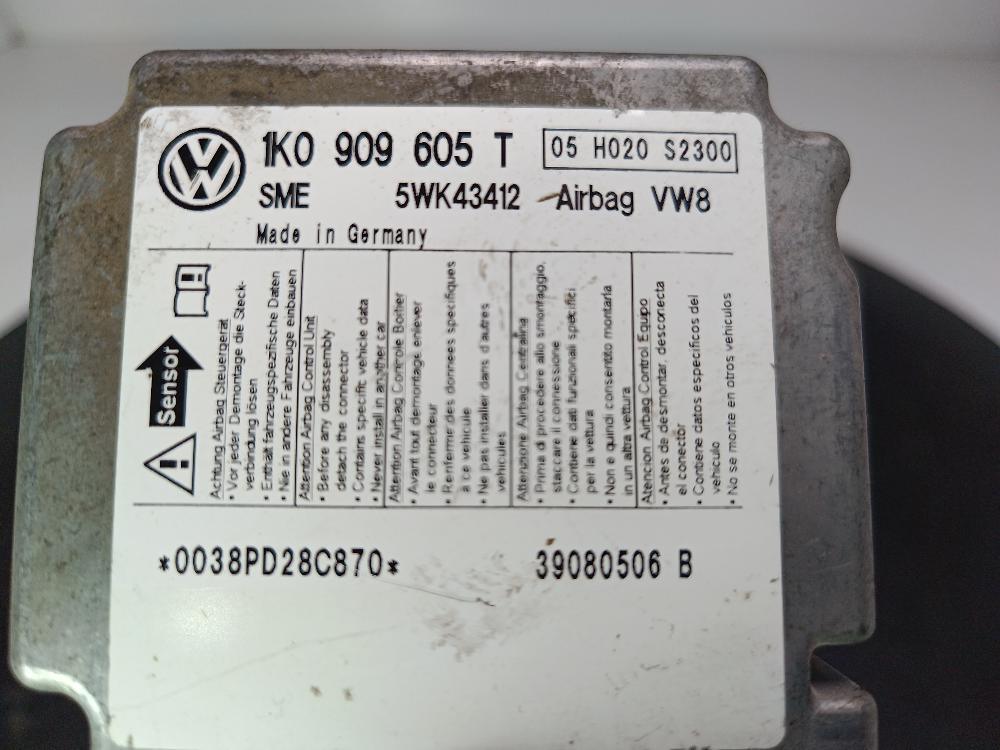 1K0 909 605 T
05 H020 S2300
SME 5WK43412 Airbag VW8
Made in Germany
Sensor
Achtung Airbag Steuergerät
• Vor jeder Demontage die Steck-
verbindung lösen
• Enthält fahrzeugspezifische Daten
• Nie in andere Fahrzeuge einbauen
Attention Airbag Control Unit
• Before any disassembly
detach the connector
• Contains specific vehicle data
• Never install in another car
Attention Airbag Controle Boitier
• Avant tout demontage enlever
le connecteur
• Renferme des donnees specifiques
a ce vehicule
• Ne pas installer dans d'autres
vehicules
Attenzione Airbag Centralina
• Prima di procedere allo smontaggio,
staccare il connessione
• Contiene dati funzionali specifici
per la vettura
• Non e quindi consentito montarla
in un altra vettura
Atencion Airbag Control Equipo
• Antes de desmontar, desconecta
el conector
• Contiene datos especificos del
vehiculo
• No se monte en otros vehiculos
*0038PD28C870*
39080506 B